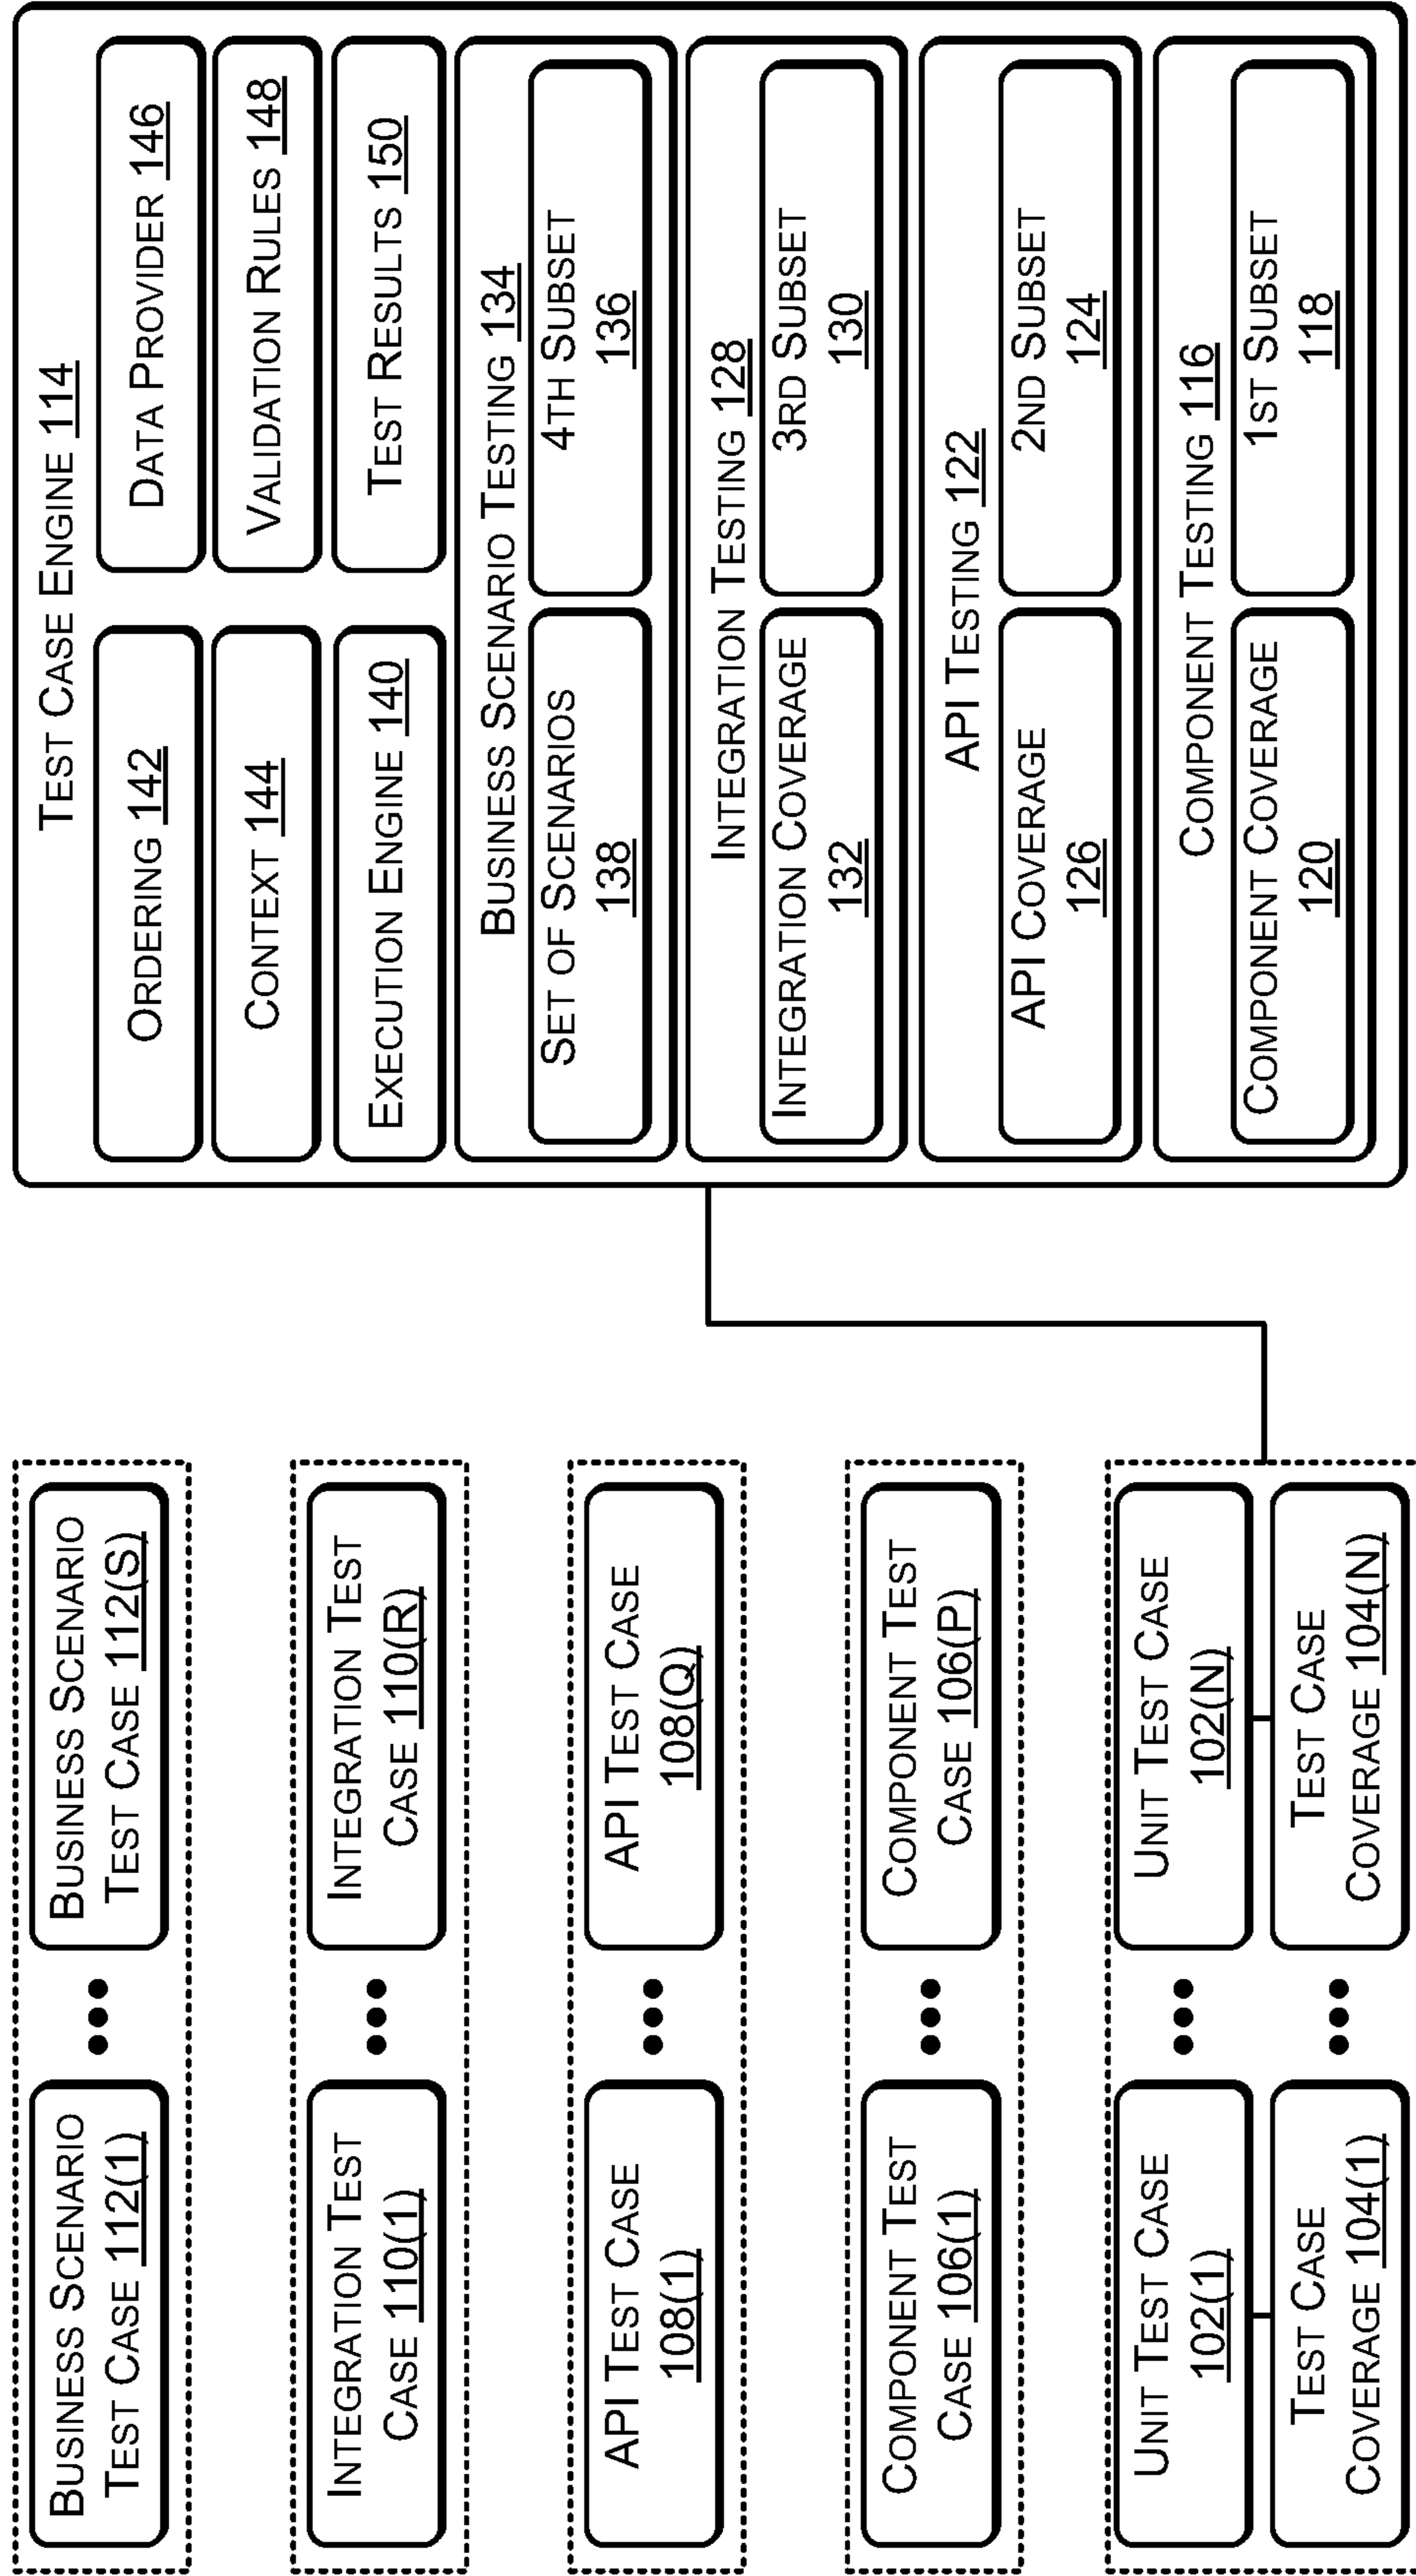 BUSINESS SCENARIO
TEST CASE 112(1)
BUSINESS SCENARIO
TEST CASE 112(S)
INTEGRATION TEST
CASE 110(1)
INTEGRATION TEST
CASE 110(R)
API TEST CASE
108(1)
API TEST CASE
108(Q)
COMPONENT TEST
CASE 106(1)
COMPONENT TEST
CASE 106(P)
UNIT TEST CASE
102(1)
UNIT TEST CASE
102(N)
TEST CASE
COVERAGE 104(1)
TEST CASE
COVERAGE 104(N)
TEST CASE ENGINE 114
ORDERING 142
DATA PROVIDER 146
CONTEXT 144
VALIDATION RULES 148
EXECUTION ENGINE 140
TEST RESULTS 150
BUSINESS SCENARIO TESTING 134
SET OF SCENARIOS
138
4TH SUBSET
136
INTEGRATION TESTING 128
INTEGRATION COVERAGE
132
3RD SUBSET
130
API TESTING 122
API COVERAGE
126
2ND SUBSET
124
COMPONENT TESTING 116
COMPONENT COVERAGE
120
1ST SUBSET
118